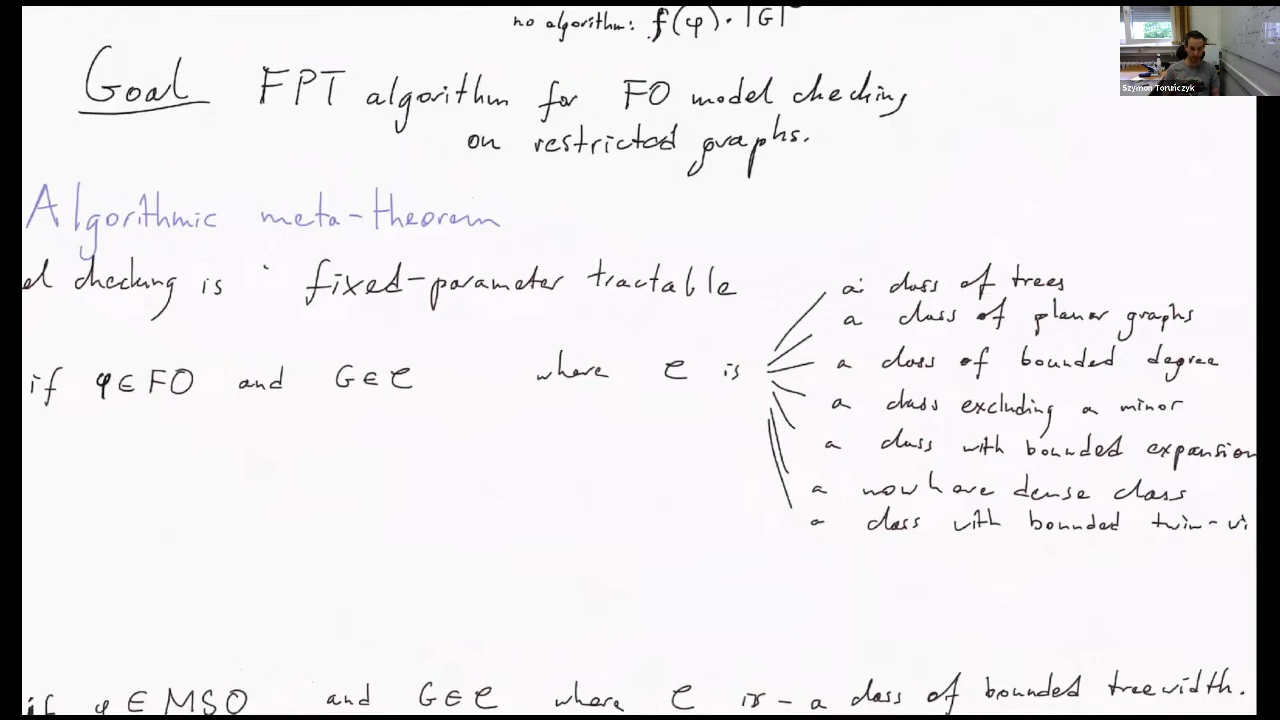 no algorithm: f(φ)·|G|
Szymon Toruńczyk
Goal FPT algorithm for FO model checking
on restricted graphs.
Algorithmic meta-theorem
el checking is fixed-parameter tractable
if φ∈FO and G∈C where C is
a class of trees
a class of planar graphs
a class of bounded degree
a class excluding a minor
a class with bounded expansion
a nowhere dense class
a class with bounded twin-wi
if φ∈MSO and G∈C where C is - a class of bounded treewidth.